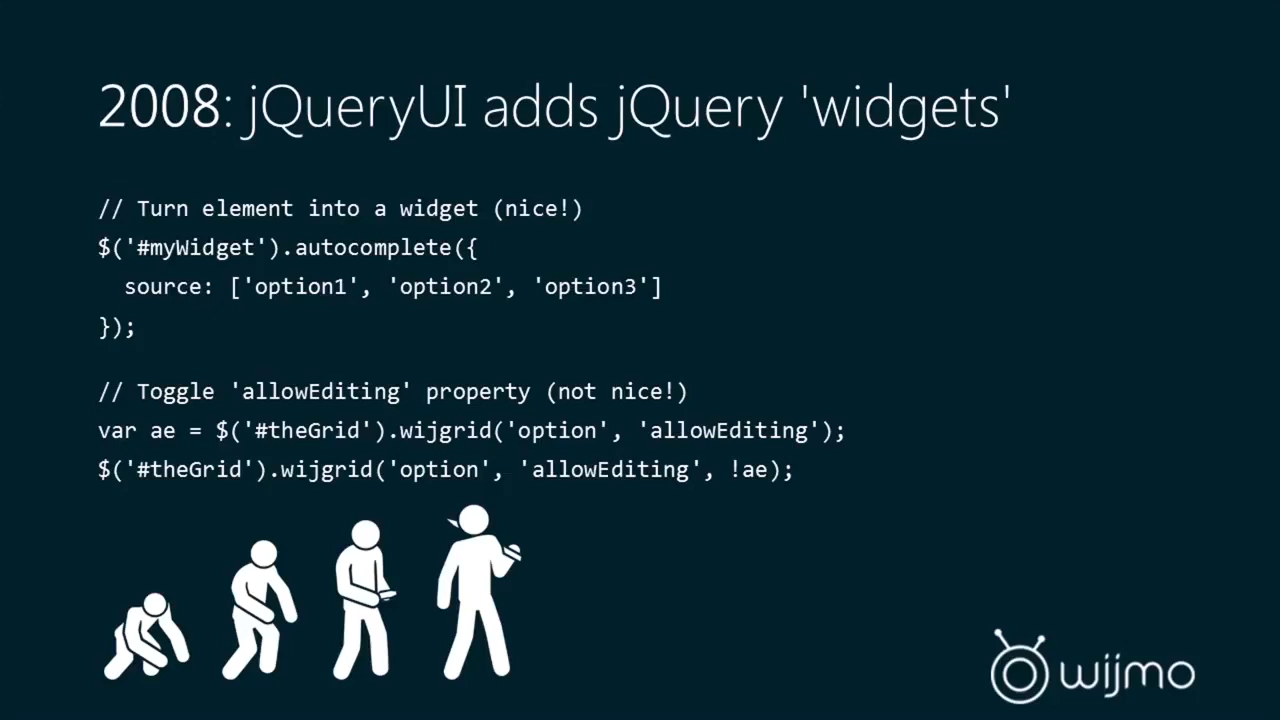 2008: jQueryUI adds jQuery 'widgets'
// Turn element into a widget (nice!)
$('#myWidget').autocomplete({
  source: ['option1', 'option2', 'option3']
});
// Toggle 'allowEditing' property (not nice!)
var ae = $('#theGrid').wijgrid('option', 'allowEditing');
$('#theGrid').wijgrid('option', 'allowEditing', !ae);
wijmo